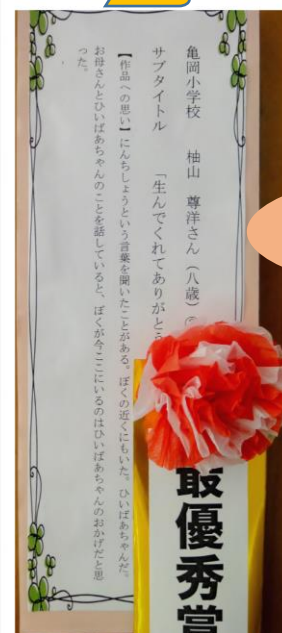 亀岡小学校　柚山　尊洋さん（八歳）の
サブタイトル　「生んでくれてありがとう
【作品への思い】にんちしょうという言葉を聞いたことがある。ぼくの近くにもいた。ひいばあちゃんだ。
お母さんとひいばあちゃんのことを話していると、ぼくが今ここにいるのはひいばあちゃんのおかげだと思
った。
最優秀賞